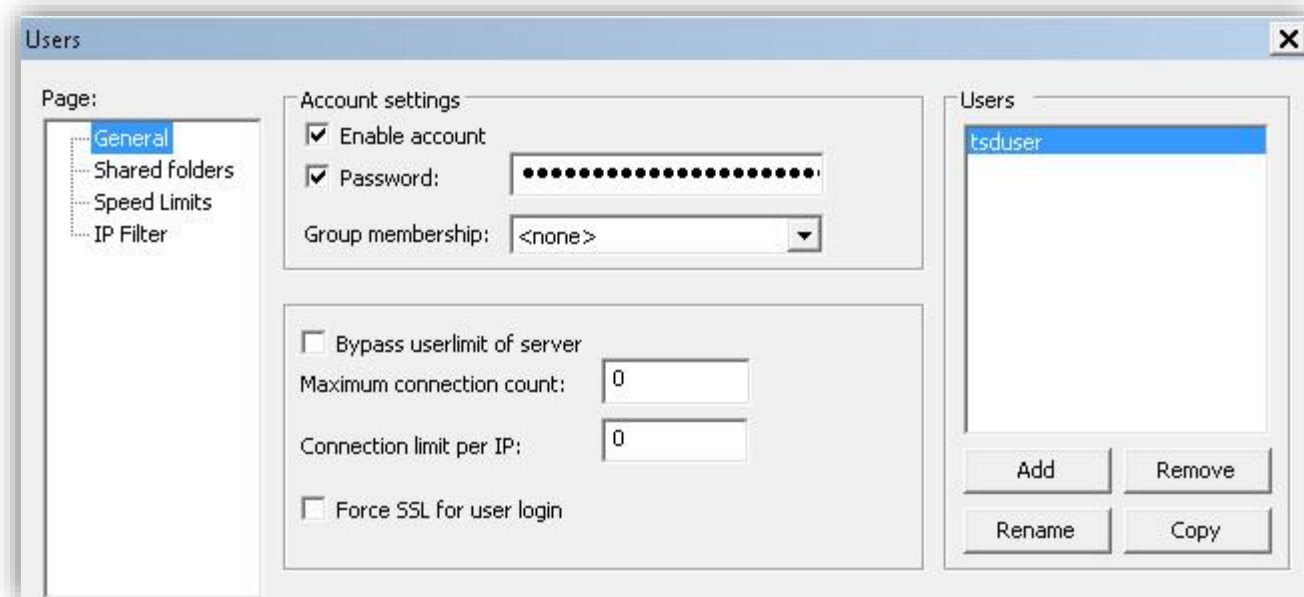 Users
Page:
General
Shared folders
Speed Limits
IP Filter
Account settings
Enable account
Password:
Group membership: <none>
Bypass userlimit of server
Maximum connection count: 0
Connection limit per IP: 0
Force SSL for user login
Users
tsduser
Add Remove
Rename Copy